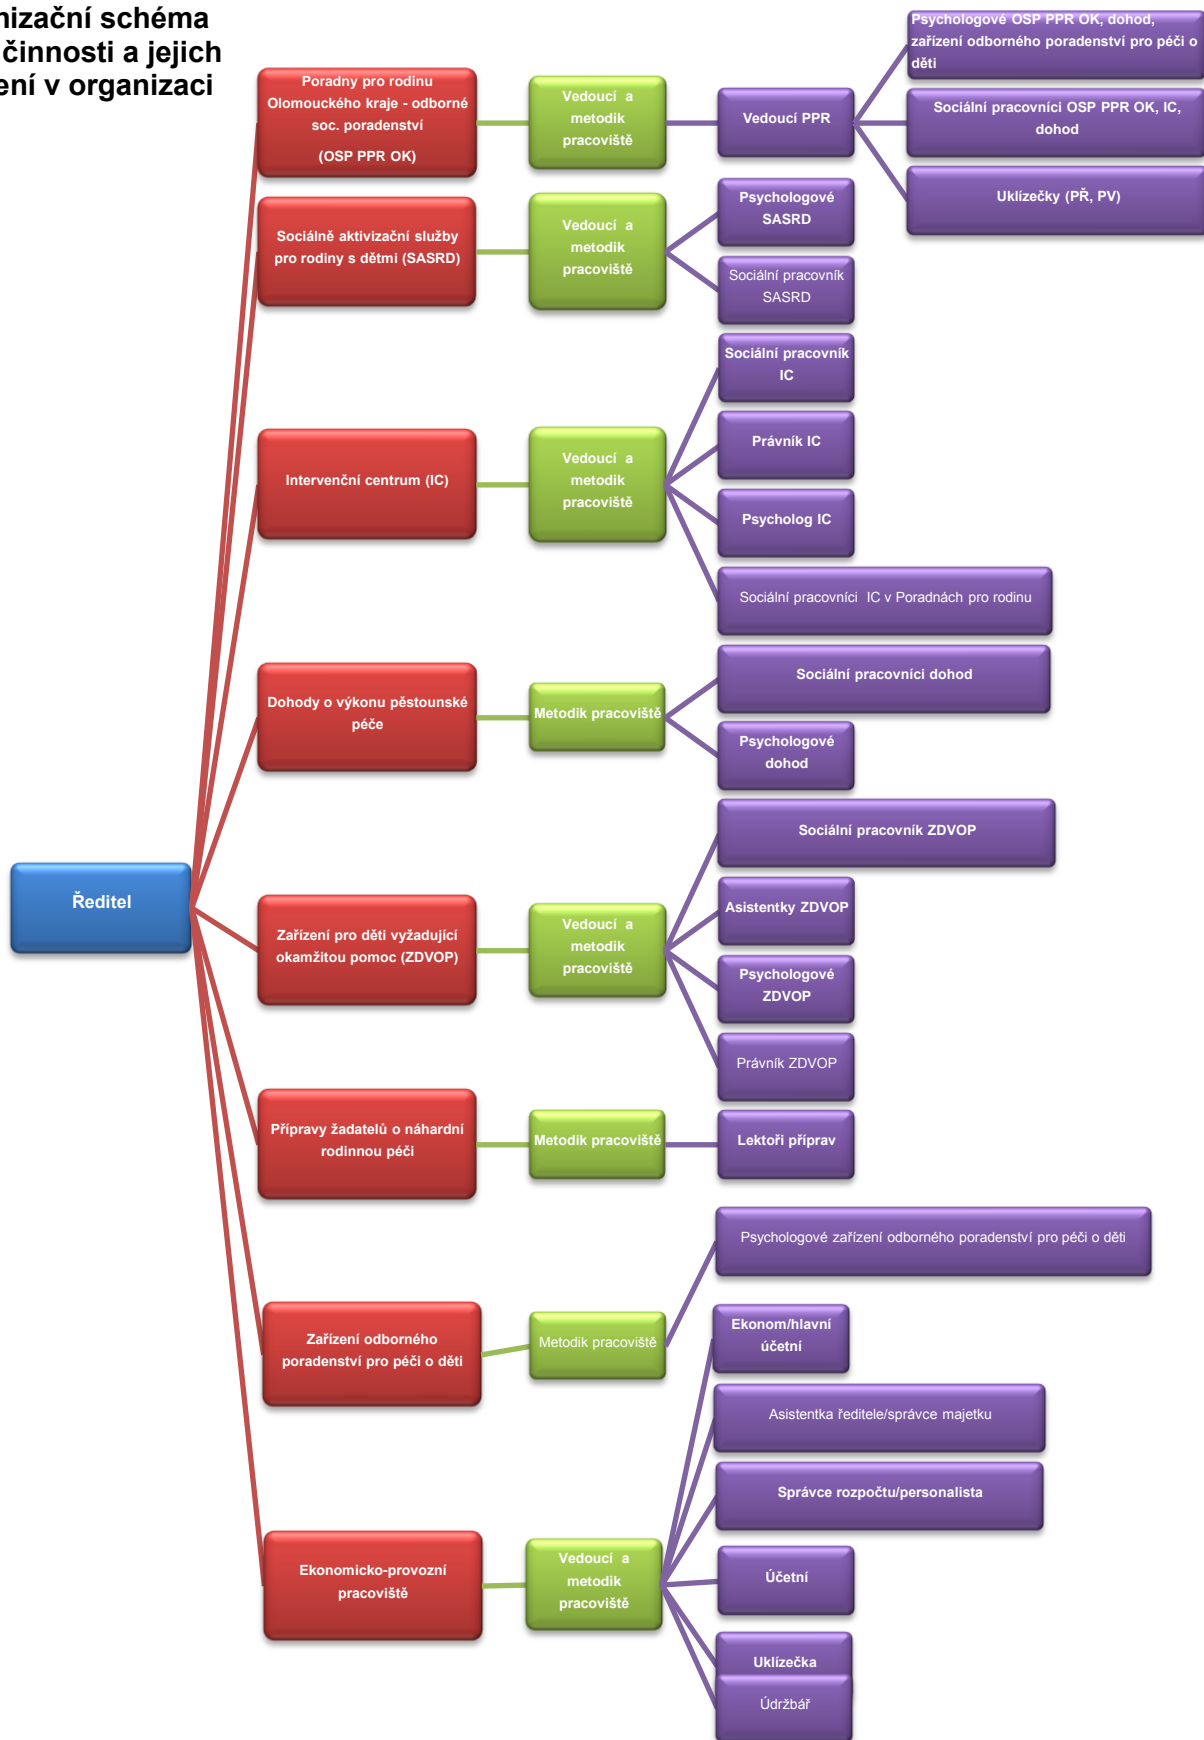 nizační schéma
činnosti a jejich
ení v organizaci
Poradny pro rodinu
Olomouckého kraje - odborné
soc. poradenství
(OSP PPR OK)
Vedoucí a
metodik
pracoviště
Vedoucí PPR
Psychologové OSP PPR OK, dohod,
zařízení odborného poradenství pro péči o
děti
Sociální pracovníci OSP PPR OK, IC,
dohod
Uklízečky (PŘ, PV)
Sociálně aktivizační služby
pro rodiny s dětmi (SASRD)
Vedoucí a
metodik
pracoviště
Psychologové
SASRD
Sociální pracovník
SASRD
Intervenční centrum (IC)
Vedoucí a
metodik
pracoviště
Sociální pracovník
IC
Právník IC
Psycholog IC
Sociální pracovníci IC v Poradnách pro rodinu
Dohody o výkonu pěstounské
péče
Metodik pracoviště
Sociální pracovníci dohod
Psychologové
dohod
Ředitel
Zařízení pro děti vyžadující
okamžitou pomoc (ZDVOP)
Vedoucí a
metodik
pracoviště
Sociální pracovník ZDVOP
Asistentky ZDVOP
Psychologové
ZDVOP
Právník ZDVOP
Přípravy žadatelů o náhardní
rodinnou péči
Metodik pracoviště
Lektoři příprav
Zařízení odborného
poradenství pro péči o děti
Metodik pracoviště
Psychologové zařízení odborného poradenství pro péči o děti
Ekonomicko-provozní
pracoviště
Vedoucí a
metodik
pracoviště
Ekonom/hlavní
účetní
Asistentka ředitele/správce majetku
Správce rozpočtu/personalista
Účetní
Uklízečka
Údržbář